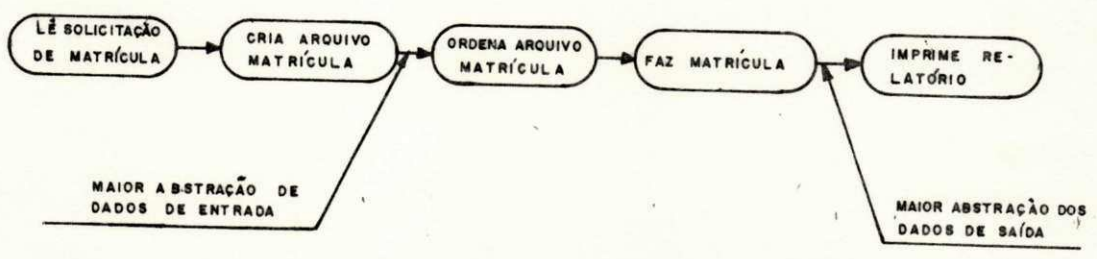 LÊ SOLICITAÇÃO
DE MATRÍCULA
CRIA ARQUIVO
MATRÍCULA
ORDENA ARQUIVO
MATRÍCULA
FAZ MATRÍCULA
IMPRIME RE-
LATÓRIO
MAIOR ABSTRAÇÃO DE
DADOS DE ENTRADA
MAIOR ABSTRAÇÃO DOS
DADOS DE SAÍDA